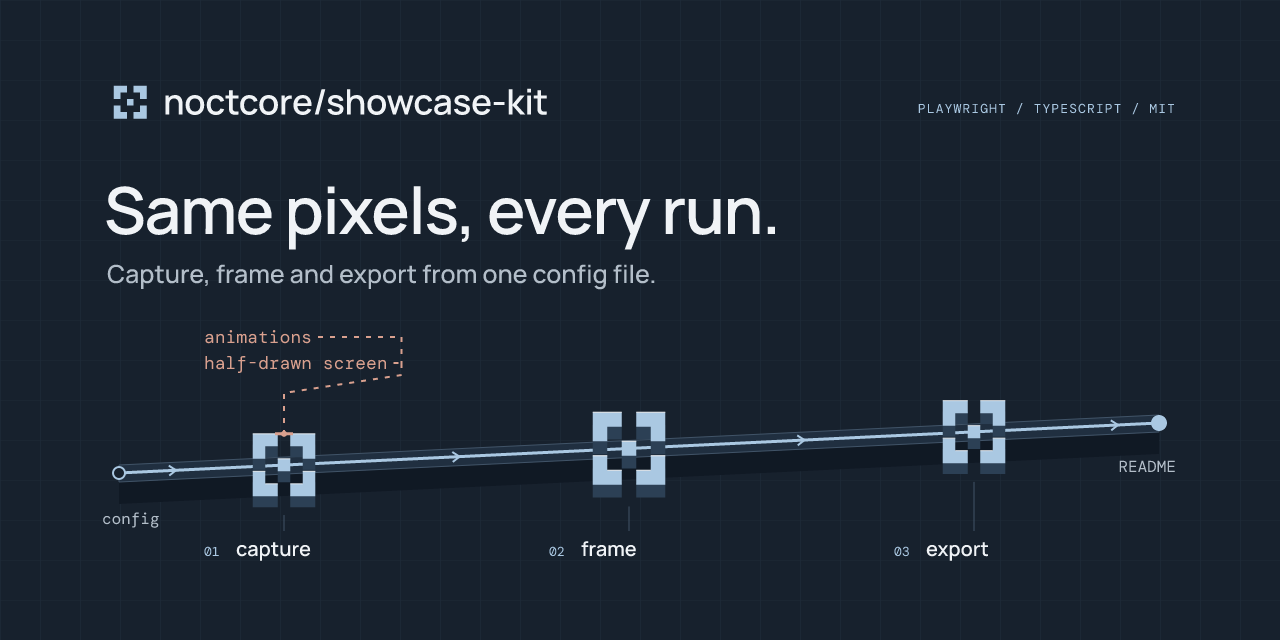 noctcore/showcase-kit
PLAYWRIGHT / TYPESCRIPT / MIT
Same pixels, every run.
Capture, frame and export from one config file.
animations
half-drawn screen
README
config
01 capture
02 frame
03 export